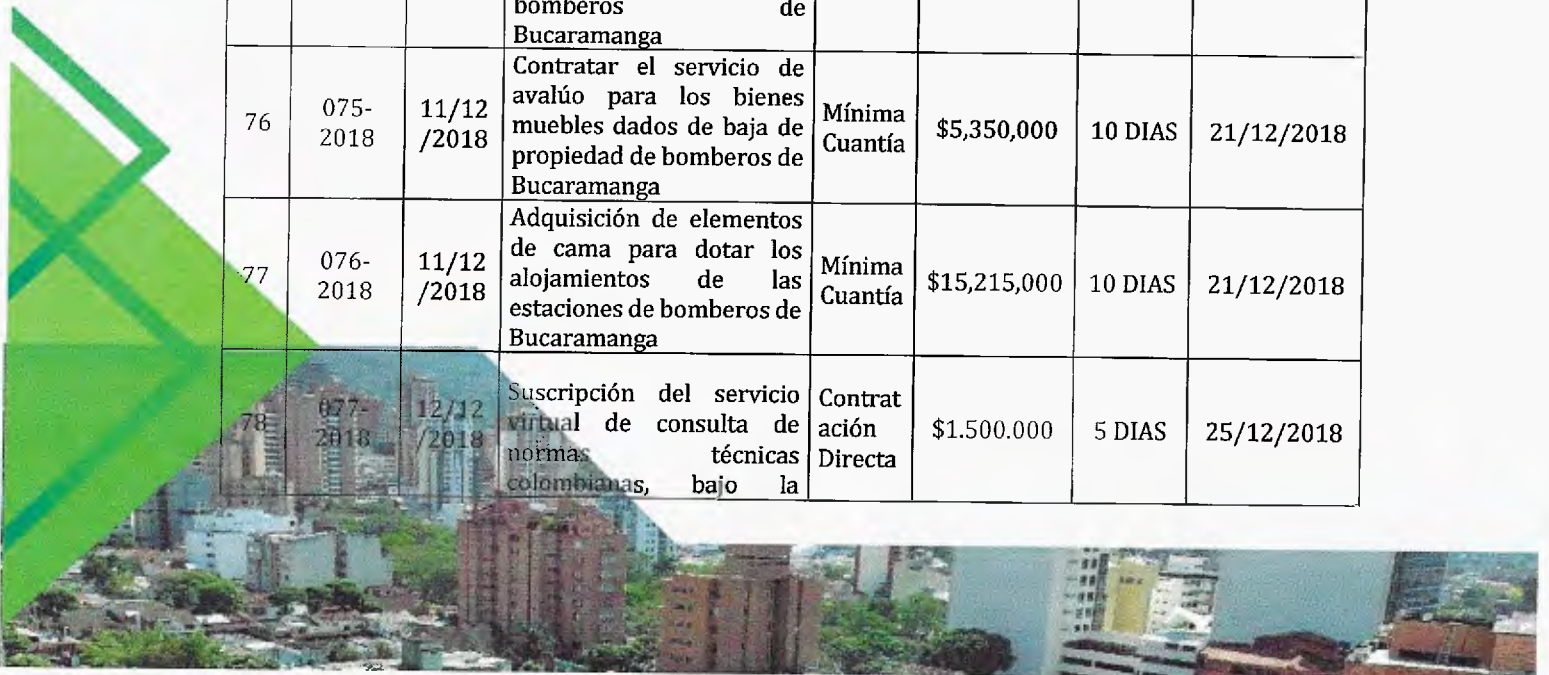 bomberos de
Bucaramanga
76
075-
2018
11/12
/2018
Contratar el servicio de
avalúo para los bienes
muebles dados de baja de
propiedad de bomberos de
Bucaramanga
Mínima
Cuantía
$5,350,000
10 DIAS
21/12/2018
77
076-
2018
11/12
/2018
Adquisición de elementos
de cama para dotar los
alojamientos de las
estaciones de bomberos de
Bucaramanga
Mínima
Cuantía
$15,215,000
10 DIAS
21/12/2018
78
077-
2018
12/12
/2018
Suscripción del servicio
virtual de consulta de
normas técnicas
colombianas, bajo la
Contrat
ación
Directa
$1.500.000
5 DIAS
25/12/2018